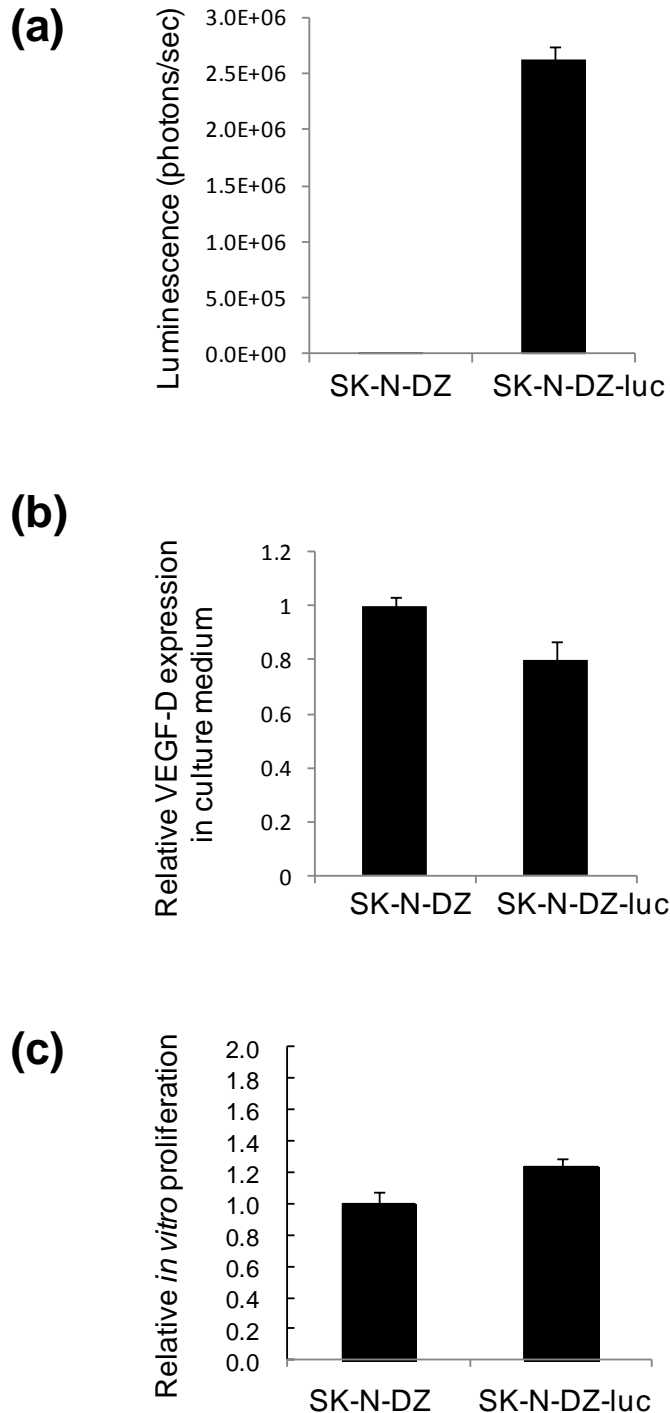 (a)
Luminescence (photons/sec)
3.0E+06
2.5E+06
2.0E+06
1.5E+06
1.0E+06
5.0E+05
0.0E+00
SK-N-DZ
SK-N-DZ-luc
(b)
Relative VEGF-D expression
in culture medium
1.2
1
0.8
0.6
0.4
0.2
0
SK-N-DZ
SK-N-DZ-luc
(c)
Relative in vitro proliferation
2.0
1.8
1.6
1.4
1.2
1.0
0.8
0.6
0.4
0.2
0.0
SK-N-DZ
SK-N-DZ-luc